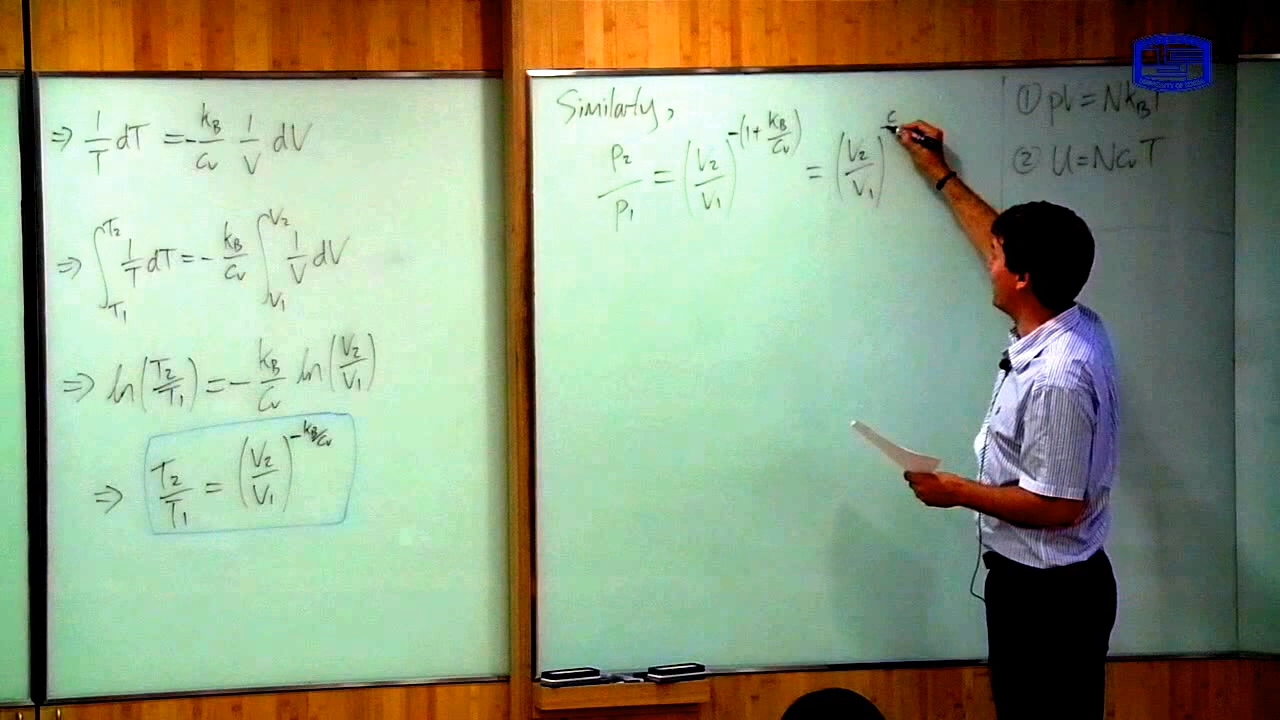 ⇒ 1/T dT = - k_B/c_v 1/V dV
⇒ ∫_{T_1}^{T_2} 1/T dT = - k_B/c_v ∫_{V_1}^{V_2} 1/V dV
⇒ ln(T_2/T_1) = - k_B/c_v ln(V_2/V_1)
⇒ T_2/T_1 = (V_2/V_1)^{-k_B/c_v}
Similarly,
P_2/P_1 = (V_2/V_1)^{-(1+k_B/c_v)} = (V_2/V_1)^{c
① pV = Nk_BT
② U = Nc_vT